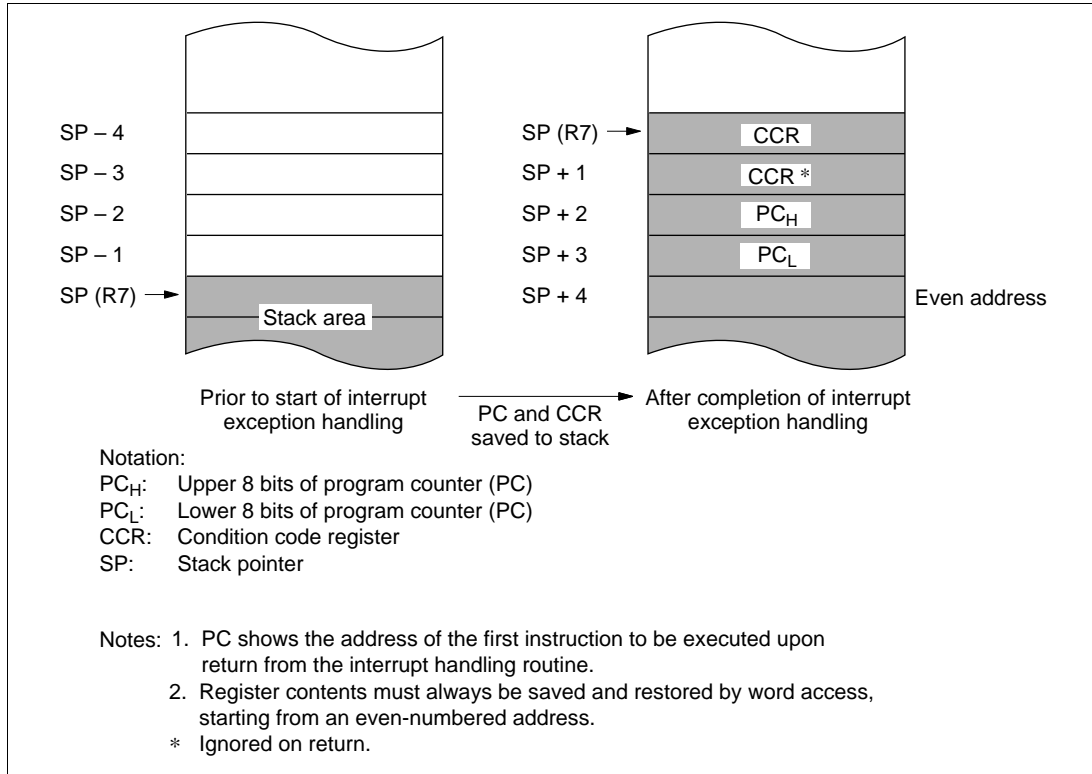 SP – 4
SP – 3
SP – 2
SP – 1
SP (R7)
Stack area
SP (R7)
SP + 1
SP + 2
SP + 3
SP + 4
CCR
CCR *
PCH
PCL
Even address
Prior to start of interrupt
exception handling
PC and CCR
saved to stack
After completion of interrupt
exception handling
Notation:
PCH: Upper 8 bits of program counter (PC)
PCL: Lower 8 bits of program counter (PC)
CCR: Condition code register
SP: Stack pointer
Notes: 1. PC shows the address of the first instruction to be executed upon
return from the interrupt handling routine.
2. Register contents must always be saved and restored by word access,
starting from an even-numbered address.
* Ignored on return.